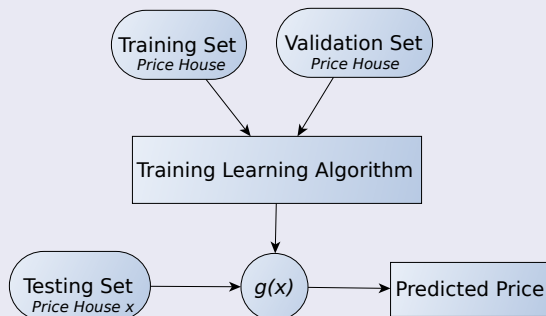 Training Set
Price House
Validation Set
Price House
Training Learning Algorithm
Testing Set
Price House x
g(x)
Predicted Price